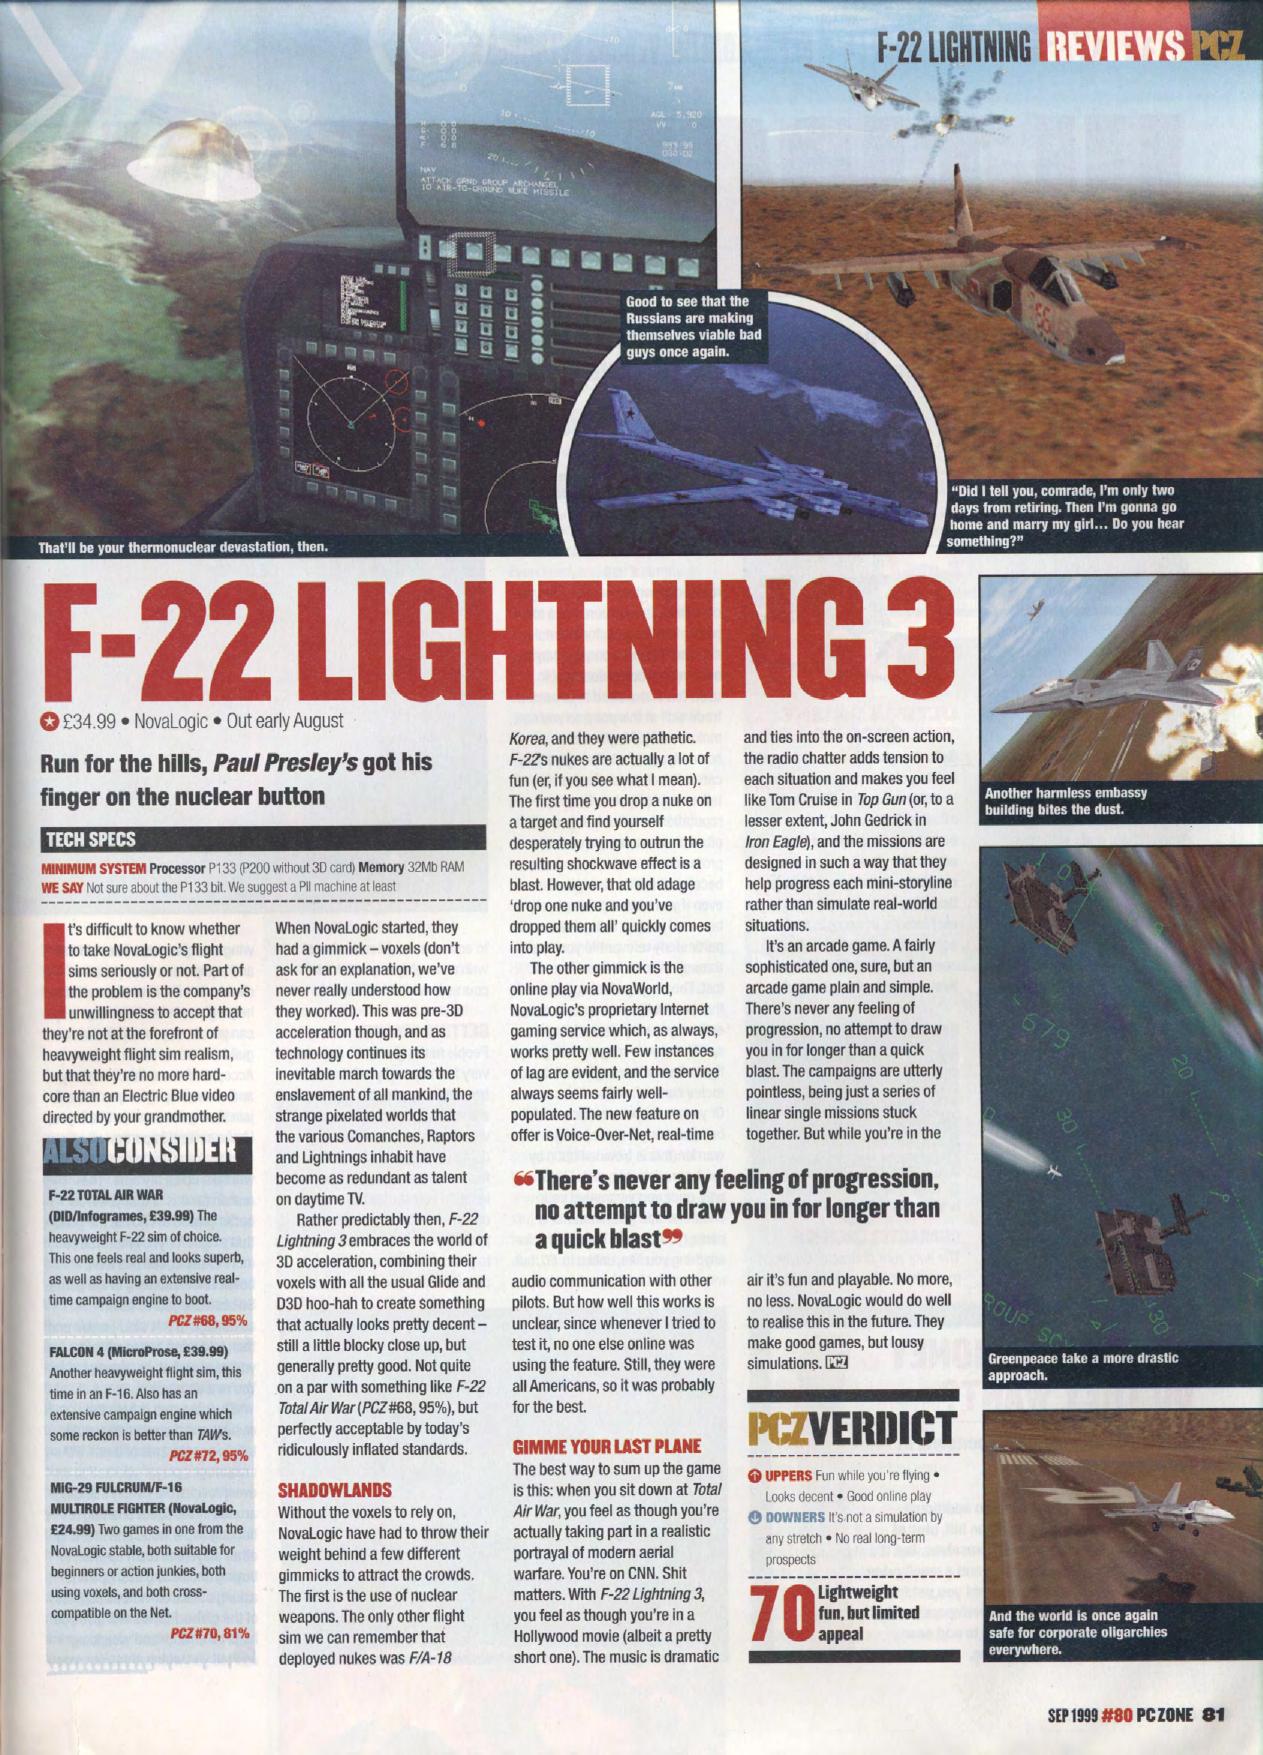 F-22 LIGHTNING REVIEWS PCZ
AGL 5,920
NAV
ATTACK GRND GROUP ARCHANGEL
10 AIR-TO-GROUND NUKE MISSILE
Good to see that the
Russians are making
themselves viable bad
guys once again.
"Did I tell you, comrade, I'm only two
days from retiring. Then I'm gonna go
home and marry my girl... Do you hear
something?"
That'll be your thermonuclear devastation, then.
F-22 LIGHTNING 3
£34.99 • NovaLogic • Out early August
Run for the hills, Paul Presley's got his
finger on the nuclear button
TECH SPECS
MINIMUM SYSTEM Processor P133 (P200 without 3D card) Memory 32Mb RAM
WE SAY Not sure about the P133 bit. We suggest a PII machine at least
It's difficult to know whether
to take NovaLogic's flight
sims seriously or not. Part of
the problem is the company's
unwillingness to accept that
they're not at the forefront of
heavyweight flight sim realism,
but that they're no more hard-
core than an Electric Blue video
directed by your grandmother.
ALSO CONSIDER
F-22 TOTAL AIR WAR
(DID/Infogrames, £39.99) The
heavyweight F-22 sim of choice.
This one feels real and looks superb,
as well as having an extensive real-
time campaign engine to boot.
PCZ #68, 95%
FALCON 4 (MicroProse, £39.99)
Another heavyweight flight sim, this
time in an F-16. Also has an
extensive campaign engine which
some reckon is better than TAW's.
PCZ #72, 95%
MiG-29 FULCRUM/F-16
MULTIROLE FIGHTER (NovaLogic,
£24.99) Two games in one from the
NovaLogic stable, both suitable for
beginners or action junkies, both
using voxels, and both cross-
compatible on the Net.
PCZ #70, 81%
When NovaLogic started, they
had a gimmick – voxels (don't
ask for an explanation, we've
never really understood how
they worked). This was pre-3D
acceleration though, and as
technology continues its
inevitable march towards the
enslavement of all mankind, the
strange pixelated worlds that
the various Comanches, Raptors
and Lightnings inhabit have
become as redundant as talent
on daytime TV.
Rather predictably then, F-22
Lightning 3 embraces the world of
3D acceleration, combining their
voxels with all the usual Glide and
D3D hoo-hah to create something
that actually looks pretty decent –
still a little blocky close up, but
generally pretty good. Not quite
on a par with something like F-22
Total Air War (PCZ #68, 95%), but
perfectly acceptable by today's
ridiculously inflated standards.
SHADOWLANDS
Without the voxels to rely on,
NovaLogic have had to throw their
weight behind a few different
gimmicks to attract the crowds.
The first is the use of nuclear
weapons. The only other flight
sim we can remember that
deployed nukes was F/A-18
Korea, and they were pathetic.
F-22's nukes are actually a lot of
fun (er, if you see what I mean).
The first time you drop a nuke on
a target and find yourself
desperately trying to outrun the
resulting shockwave effect is a
blast. However, that old adage
'drop one nuke and you've
dropped them all' quickly comes
into play.
The other gimmick is the
online play via NovaWorld,
NovaLogic's proprietary Internet
gaming service which, as always,
works pretty well. Few instances
of lag are evident, and the service
always seems fairly well-
populated. The new feature on
offer is Voice-Over-Net, real-time
audio communication with other
pilots. But how well this works is
unclear, since whenever I tried to
test it, no one else online was
using the feature. Still, they were
all Americans, so it was probably
for the best.
GIMME YOUR LAST PLANE
The best way to sum up the game
is this: when you sit down at Total
Air War, you feel as though you're
actually taking part in a realistic
portrayal of modern aerial
warfare. You're on CNN. Shit
matters. With F-22 Lightning 3,
you feel as though you're in a
Hollywood movie (albeit a pretty
short one). The music is dramatic
and ties into the on-screen action,
the radio chatter adds tension to
each situation and makes you feel
like Tom Cruise in Top Gun (or, to a
lesser extent, John Gedrick in
Iron Eagle), and the missions are
designed in such a way that they
help progress each mini-storyline
rather than simulate real-world
situations.
It's an arcade game. A fairly
sophisticated one, sure, but an
arcade game plain and simple.
There's never any feeling of
progression, no attempt to draw
you in for longer than a quick
blast. The campaigns are utterly
pointless, being just a series of
linear single missions stuck
together. But while you're in the
"There's never any feeling of progression,
no attempt to draw you in for longer than
a quick blast"
air it's fun and playable. No more,
no less. NovaLogic would do well
to realise this in the future. They
make good games, but lousy
simulations. PCZ
PCZ VERDICT
UPPERS Fun while you're flying •
Looks decent • Good online play
DOWNERS It's not a simulation by
any stretch • No real long-term
prospects
70 Lightweight
fun, but limited
appeal
Another harmless embassy
building bites the dust.
679
20
30
Greenpeace take a more drastic
approach.
And the world is once again
safe for corporate oligarchies
everywhere.
SEP 1999 #80 PC ZONE 81